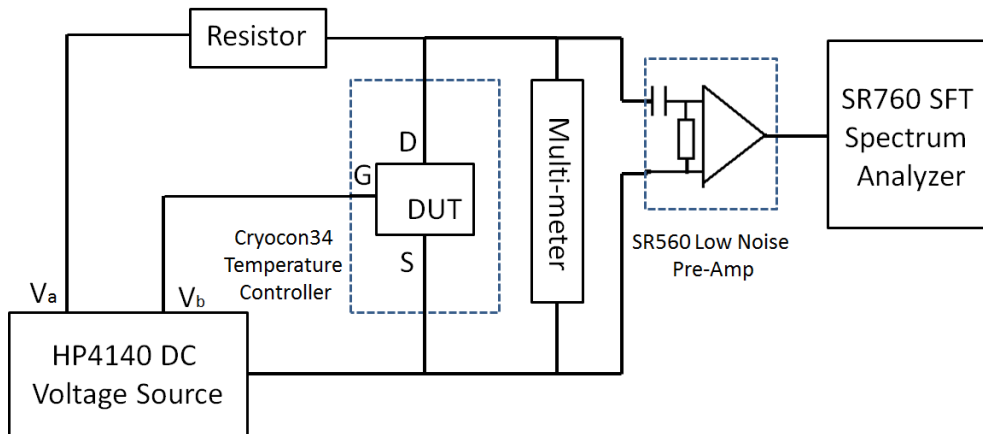 Resistor
SR760 SFT
Spectrum
Analyzer
D
G
DUT
S
Multi-meter
Cryocon34
Temperature
Controller
SR560 Low Noise
Pre-Amp
Va
Vb
HP4140 DC
Voltage Source